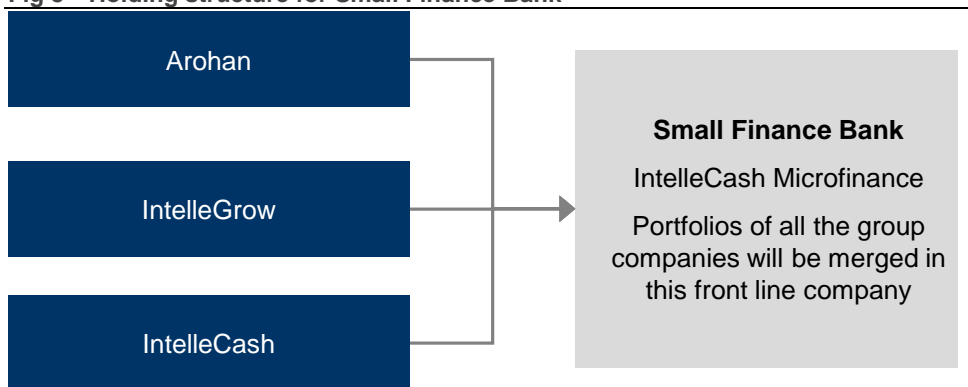 Arohan
IntelleGrow
IntelleCash
Small Finance Bank
IntelleCash Microfinance
Portfolios of all the group
companies will be merged in
this front line company